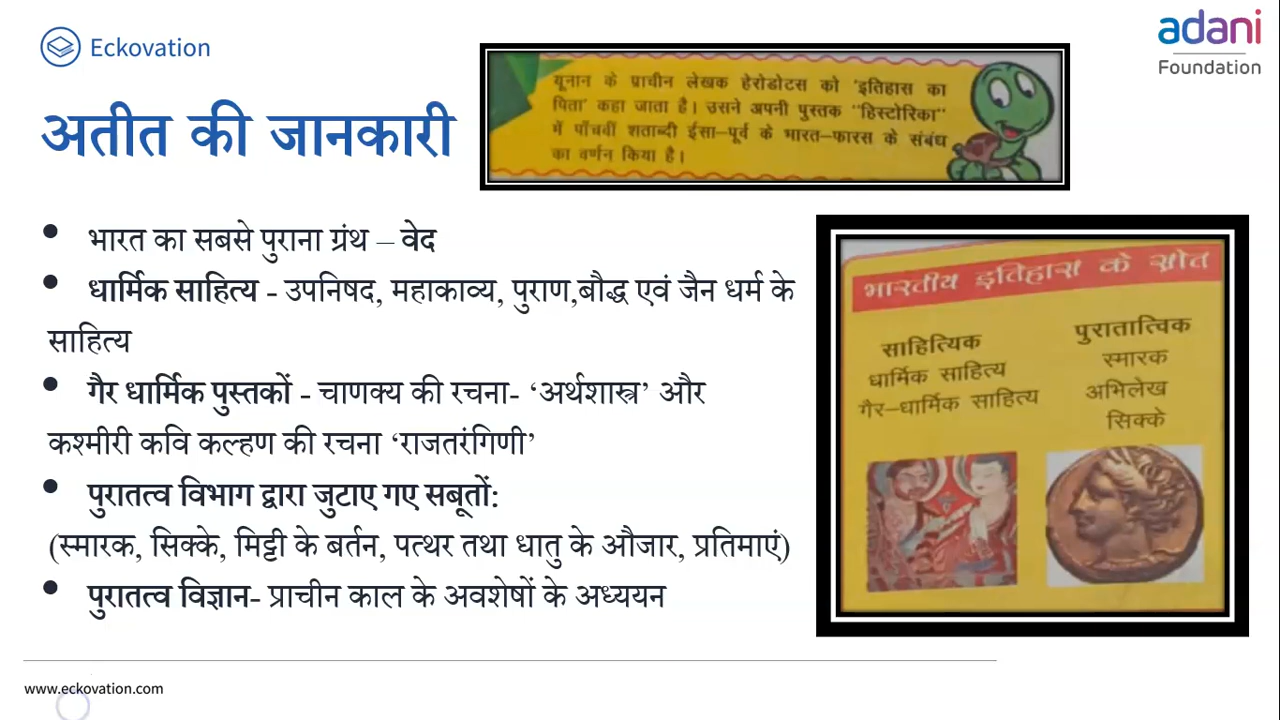 Eckovation
adani
Foundation
यूनान के प्राचीन लेखक हेरोडोटस को 'इतिहास का
पिता' कहा जाता है। उसने अपनी पुस्तक "हिस्टोरिका"
में पाँचवीं शताब्दी ईसा–पूर्व के भारत–फारस के संबंध
का वर्णन किया है।
अतीत की जानकारी
• भारत का सबसे पुराना ग्रंथ – वेद
• धार्मिक साहित्य - उपनिषद, महाकाव्य, पुराण,बौद्ध एवं जैन धर्म के
साहित्य
• गैर धार्मिक पुस्तकों - चाणक्य की रचना- ‘अर्थशास्त्र’ और
कश्मीरी कवि कल्हण की रचना ‘राजतरंगिणी’
• पुरातत्व विभाग द्वारा जुटाए गए सबूतों:
(स्मारक, सिक्के, मिट्टी के बर्तन, पत्थर तथा धातु के औजार, प्रतिमाएं)
• पुरातत्व विज्ञान- प्राचीन काल के अवशेषों के अध्ययन
भारतीय इतिहास के स्रोत
साहित्यिक
धार्मिक साहित्य
गैर–धार्मिक साहित्य
पुरातात्विक
स्मारक
अभिलेख
सिक्के
www.eckovation.com